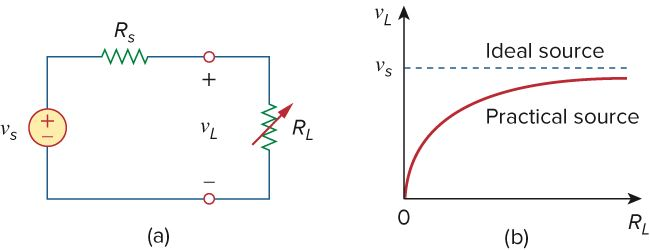 R_s
+
v_s
+
−
v_L
R_L
−
(a)
v_L
Ideal source
v_s
Practical source
0
R_L
(b)